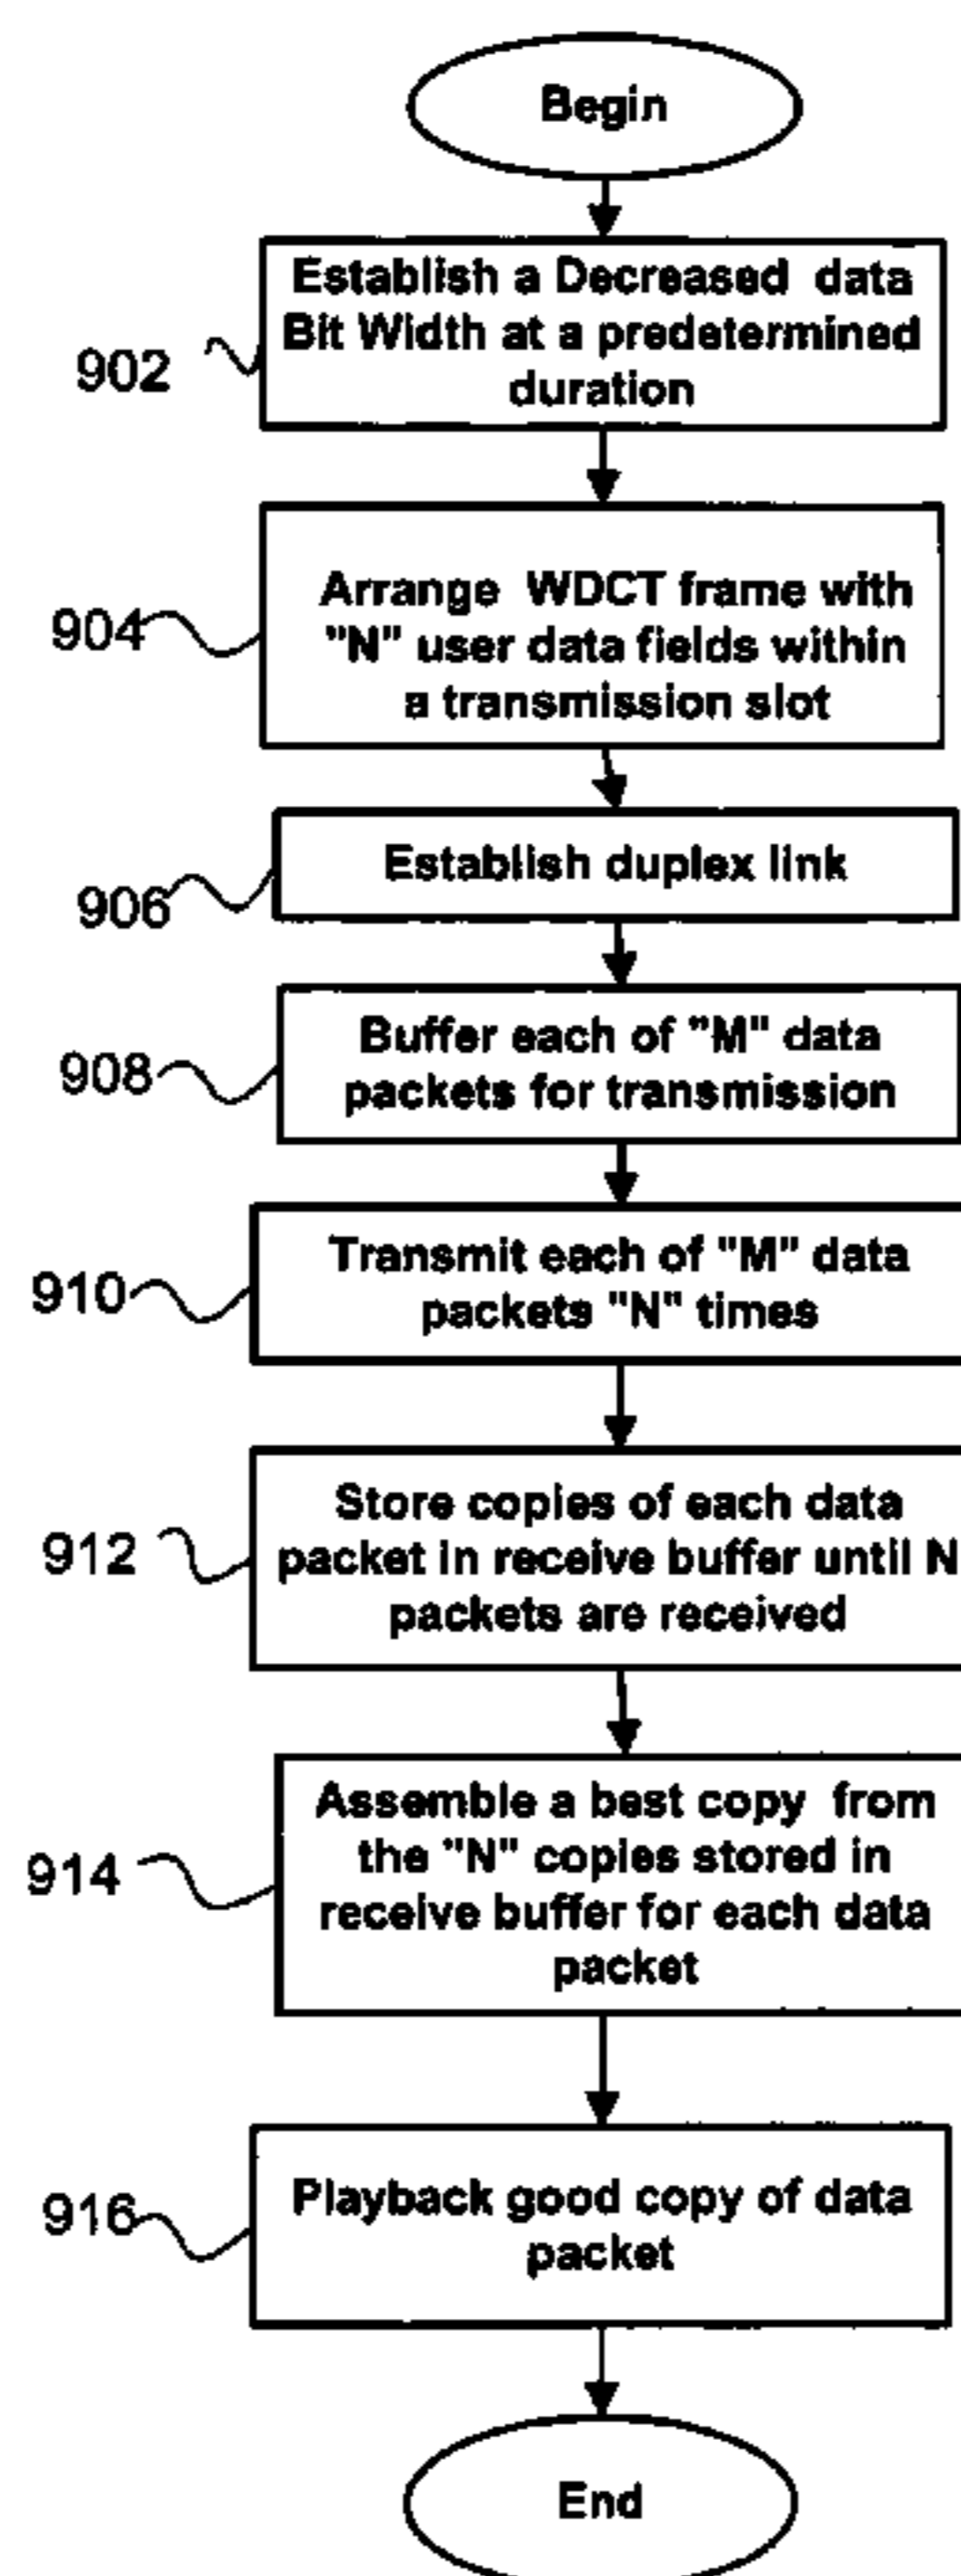 Begin
Establish a Decreased data
Bit Width at a predetermined
duration
902
Arrange WDCT frame with
"N" user data fields within
a transmission slot
904
Establish duplex link
906
Buffer each of "M" data
packets for transmission
908
Transmit each of "M" data
packets "N" times
910
Store copies of each data
packet in receive buffer until N
packets are received
912
Assemble a best copy from
the "N" copies stored in
receive buffer for each data
packet
914
Playback good copy of data
packet
916
End